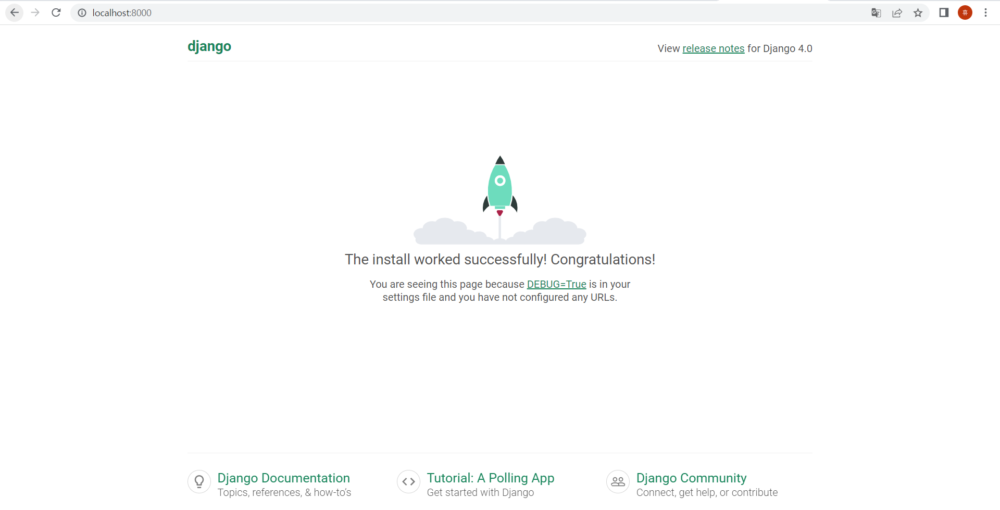 localhost:8000
휴
django
View release notes for Django 4.0
The install worked successfully! Congratulations!
You are seeing this page because DEBUG=True is in your
settings file and you have not configured any URLs.
Django Documentation
Topics, references, & how-to’s
Tutorial: A Polling App
Get started with Django
Django Community
Connect, get help, or contribute